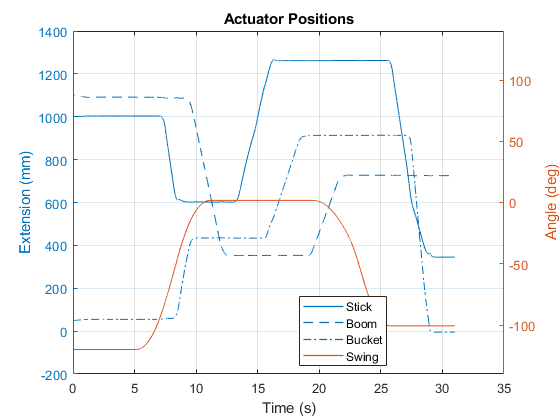 Actuator Positions
1400
1200
1000
800
600
400
200
0
-200
Extension (mm)
100
50
0
-50
-100
Angle (deg)
Stick
Boom
Bucket
Swing
0 5 10 15 20 25 30 35
Time (s)